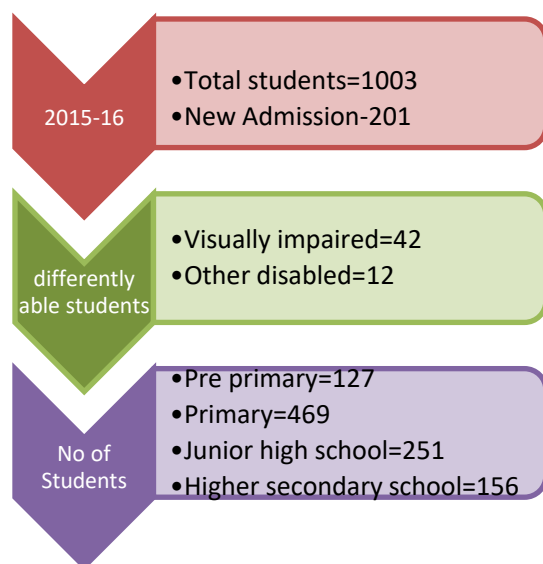 2015-16
•Total students=1003
•New Admission-201
differently
able students
•Visually impaired=42
•Other disabled=12
No of
Students
•Pre primary=127
•Primary=469
•Junior high school=251
•Higher secondary school=156